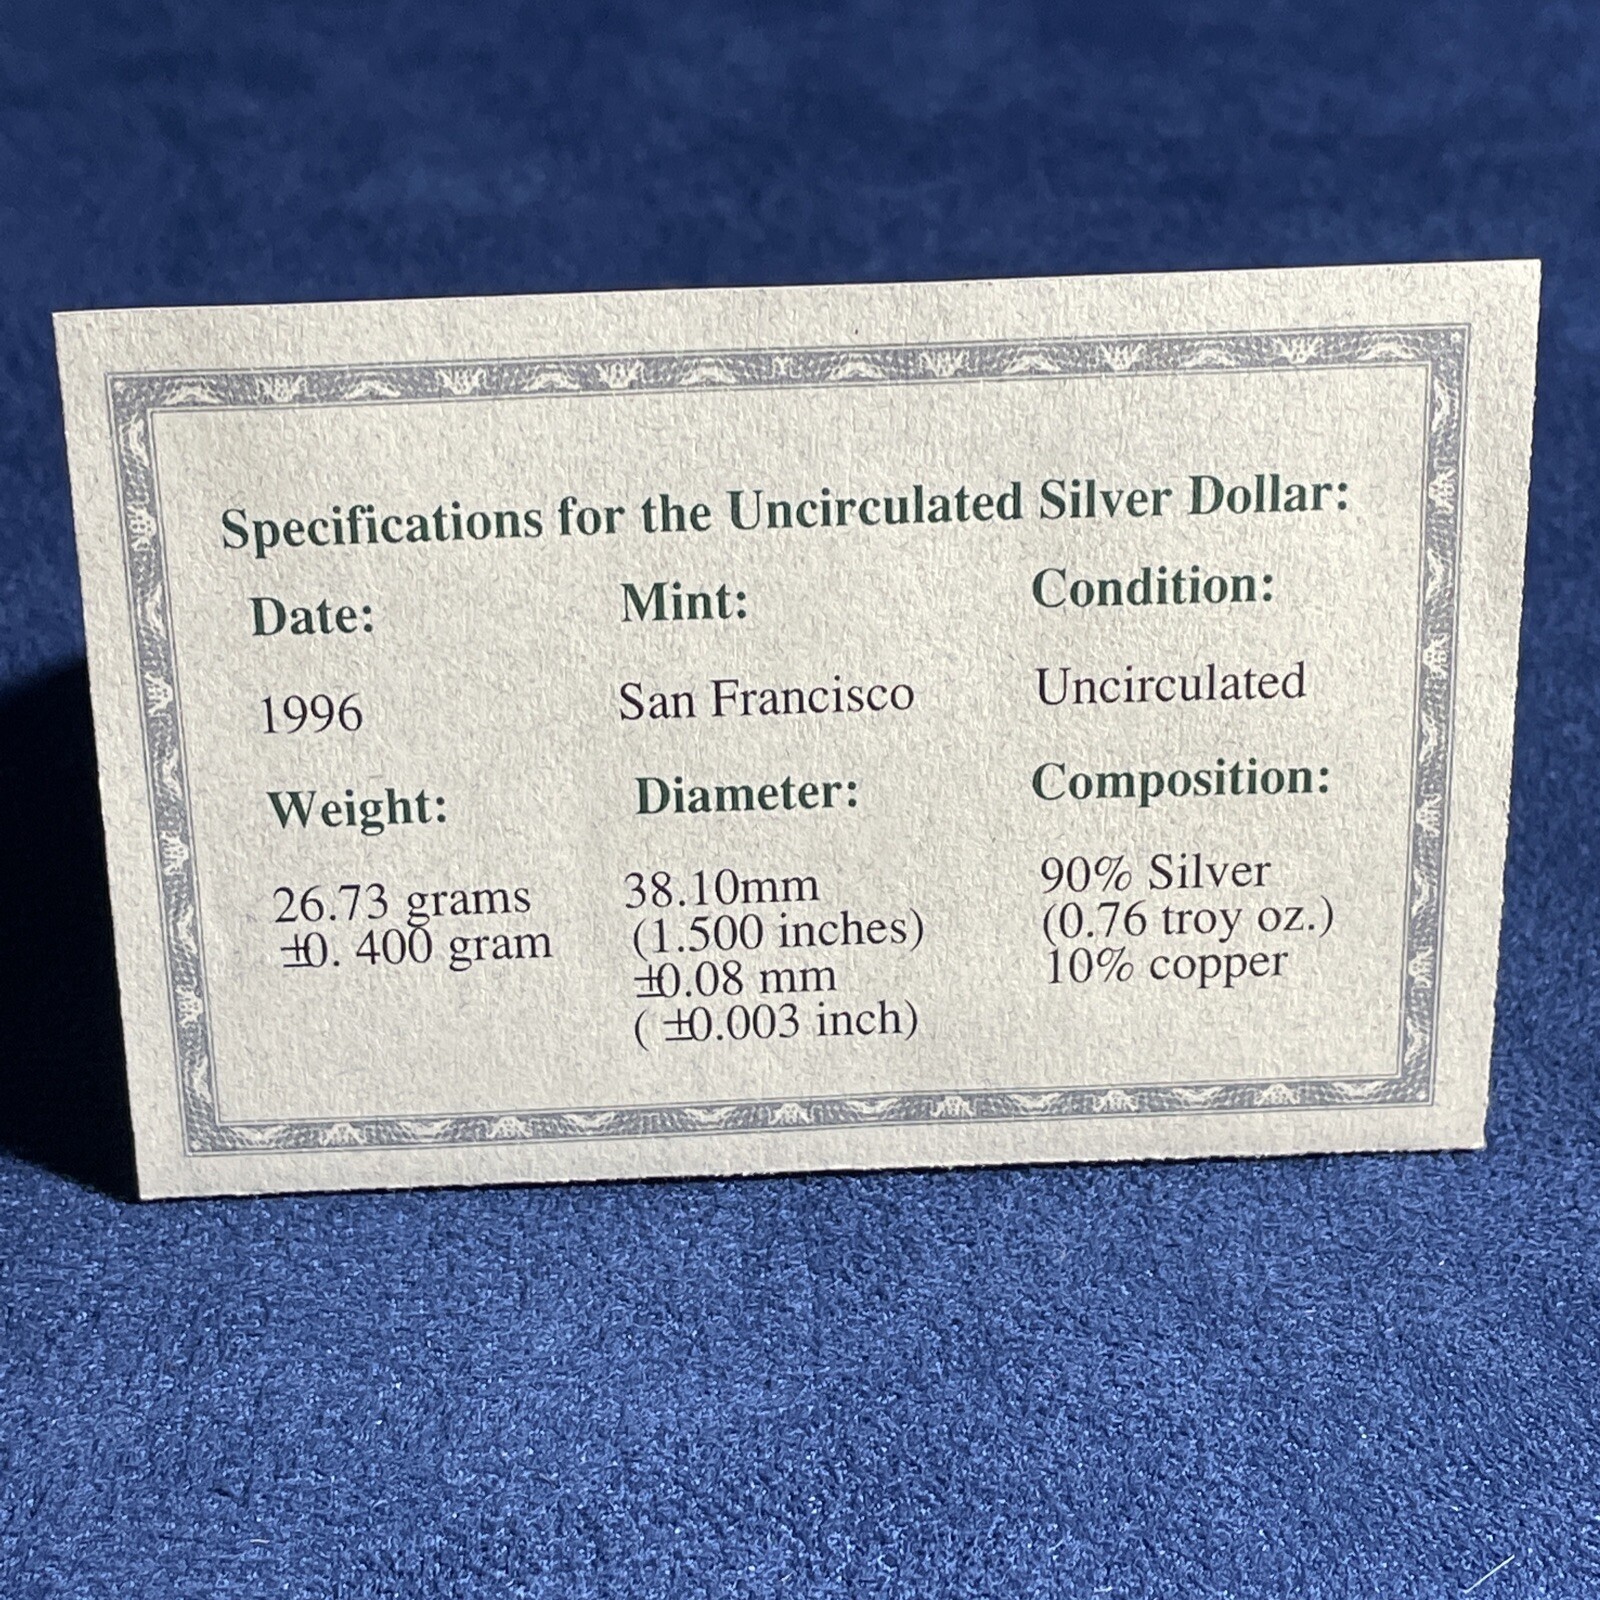 Specifications for the Uncirculated Silver Dollar:
Date:
1996
Mint:
San Francisco
Condition:
Uncirculated
Weight:
26.73 grams
±0. 400 gram
Diameter:
38.10mm
(1.500 inches)
±0.08 mm
( ±0.003 inch)
Composition:
90% Silver
(0.76 troy oz.)
10% copper